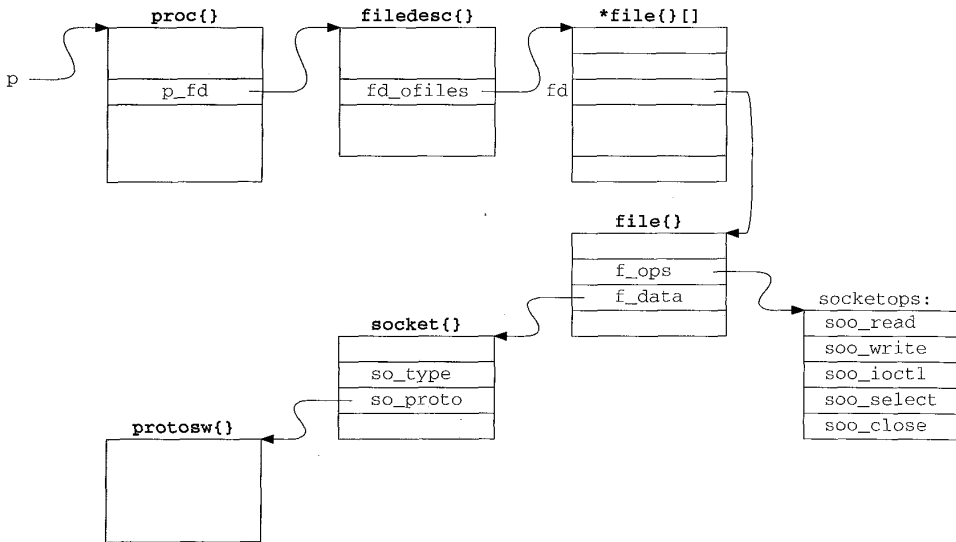 proc{}
filedesc{}
*file{}[]
p
p_fd
fd_ofiles
fd
file{}
f_ops
f_data
socketops:
soo_read
soo_write
soo_ioctl
soo_select
soo_close
socket{}
so_type
so_proto
protosw{}